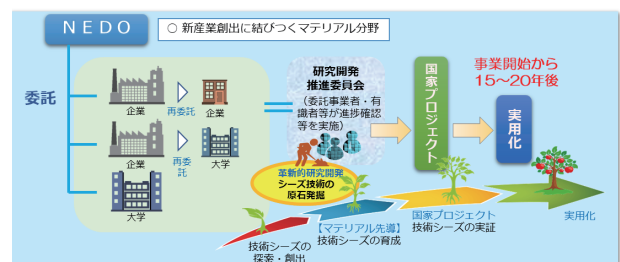 NEDO
○ 新産業創出に結びつくマテリアル分野
委託
企業
再委託
企業
企業
再委託
大学
大学
研究開発
推進委員会
(委託事業者・有
識者等が進捗確認
等を実施)
国家プロジェクト
事業開始から
15～20年後
実用化
革新的研究開発
シーズ技術の
原石発掘
技術シーズの
探索・創出
【マテリアル先導】
技術シーズの育成
国家プロジェクト
技術シーズの実証
実用化